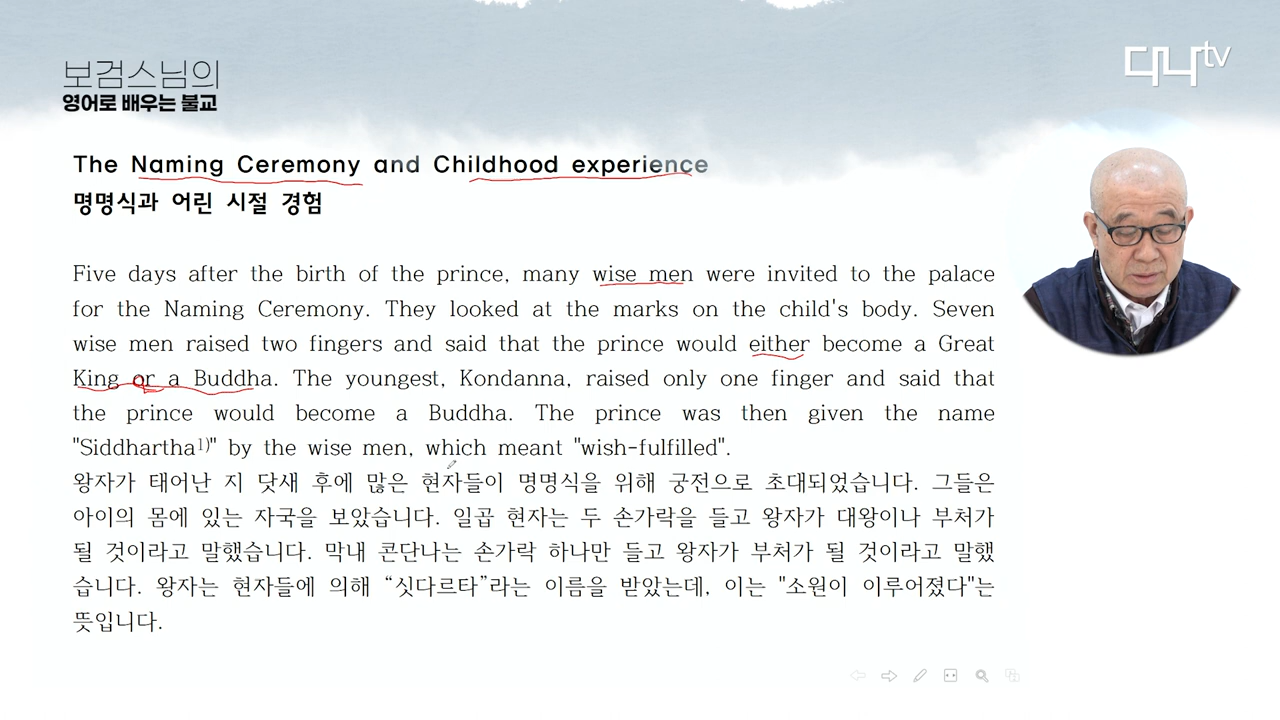 보검스님의
영어로 배우는 불교
다나tv
The Naming Ceremony and Childhood experience
명명식과 어린 시절 경험
Five days after the birth of the prince, many wise men were invited to the palace
for the Naming Ceremony. They looked at the marks on the child's body. Seven
wise men raised two fingers and said that the prince would either become a Great
King or a Buddha. The youngest, Kondanna, raised only one finger and said that
the prince would become a Buddha. The prince was then given the name
"Siddhartha1)" by the wise men, which meant "wish-fulfilled".
왕자가 태어난 지 닷새 후에 많은 현자들이 명명식을 위해 궁전으로 초대되었습니다. 그들은
아이의 몸에 있는 자국을 보았습니다. 일곱 현자는 두 손가락을 들고 왕자가 대왕이나 부처가
될 것이라고 말했습니다. 막내 콘단나는 손가락 하나만 들고 왕자가 부처가 될 것이라고 말했
습니다. 왕자는 현자들에 의해 “싯다르타”라는 이름을 받았는데, 이는 "소원이 이루어졌다"는
뜻입니다.